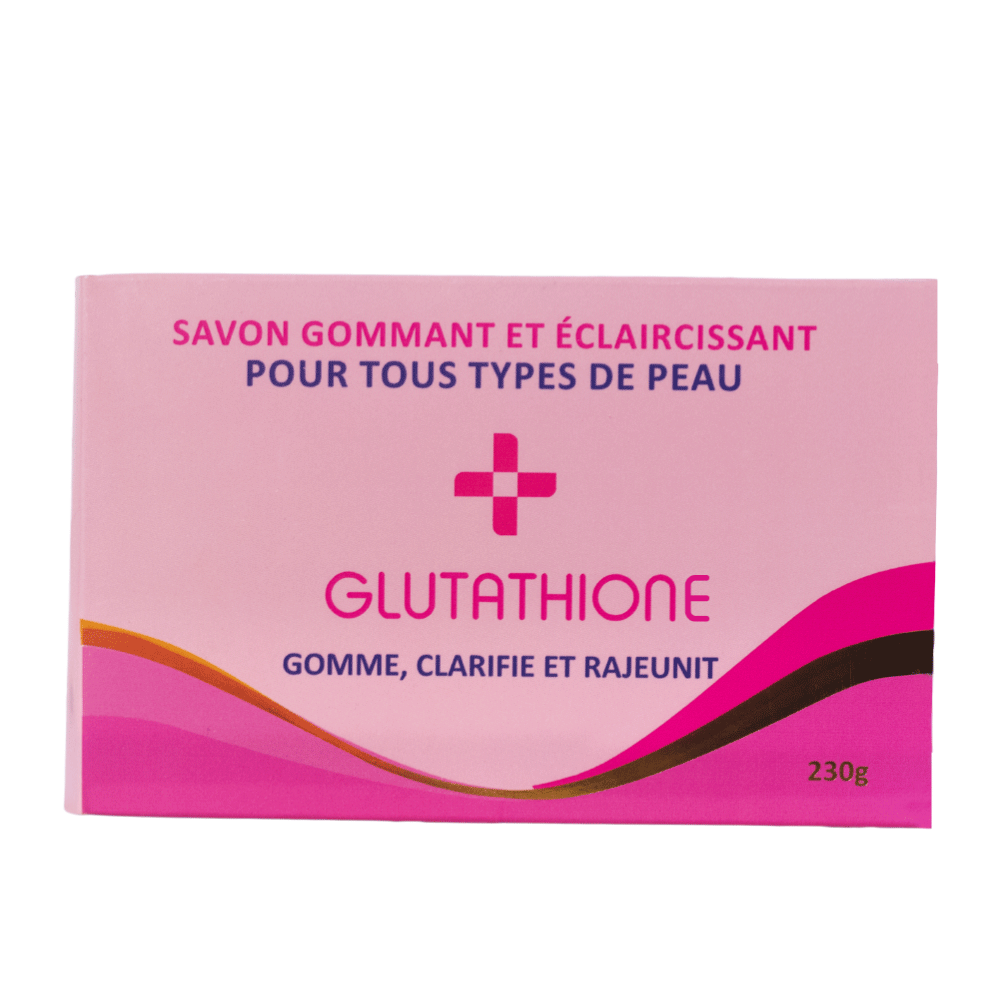 SAVON GOMMANT ET ÉCLAIRCISSANT
POUR TOUS TYPES DE PEAU
GLUTATHIONE
GOMME, CLARIFIE ET RAJEUNIT
230g